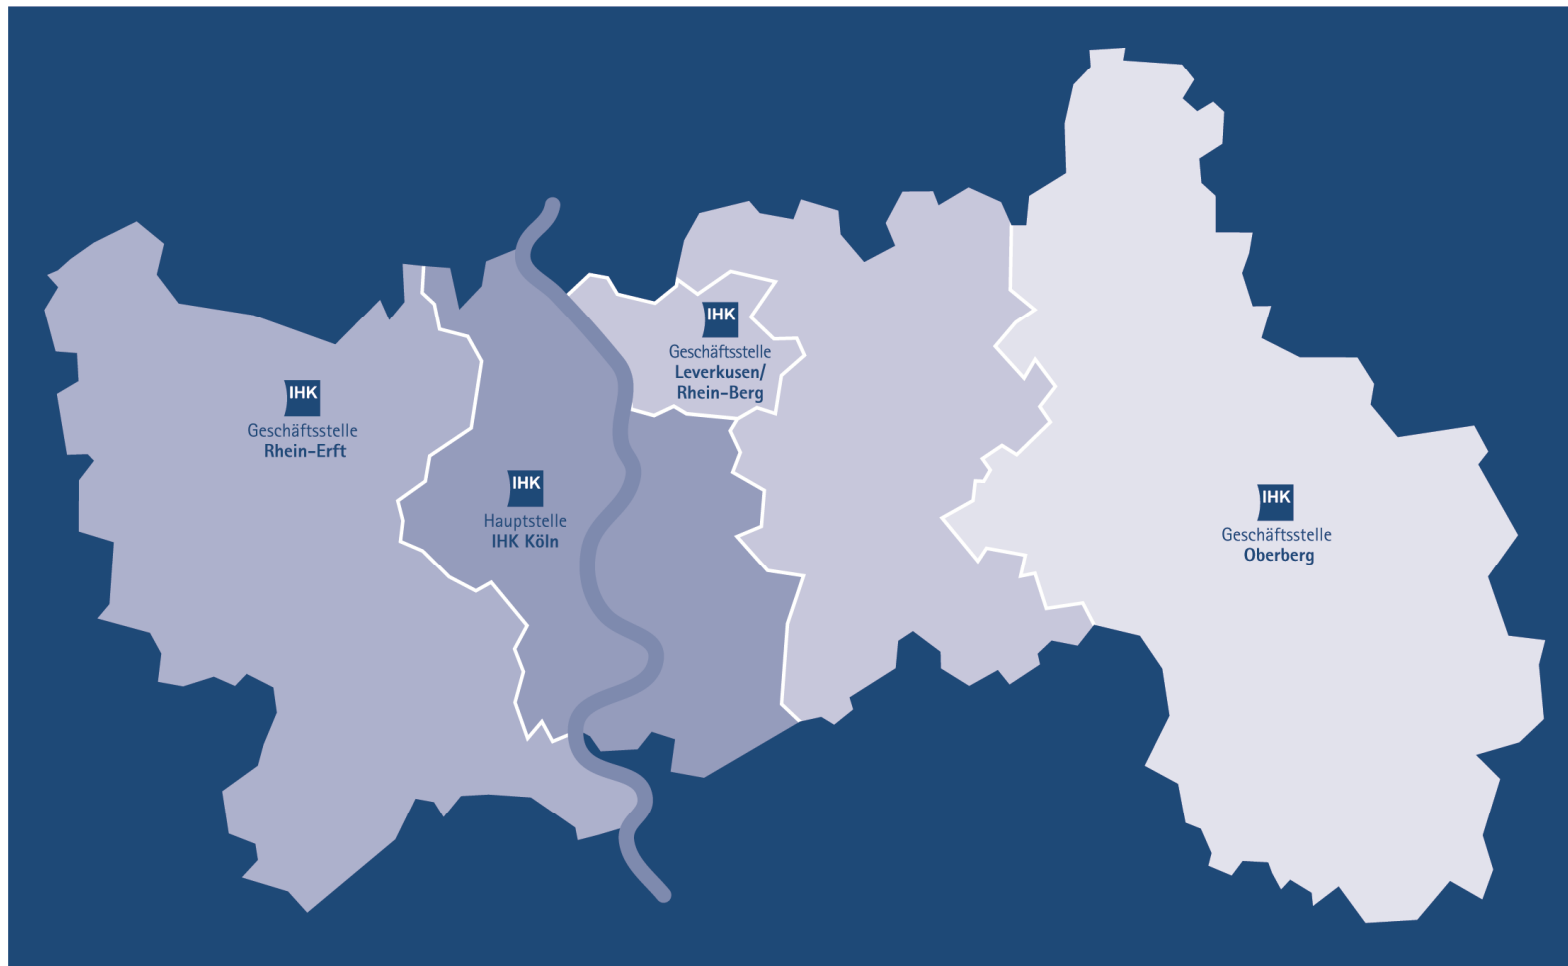 IHK
Geschäftsstelle
Leverkusen/
Rhein-Berg
IHK
Geschäftsstelle
Rhein-Erft
IHK
Hauptstelle
IHK Köln
IHK
Geschäftsstelle
Oberberg